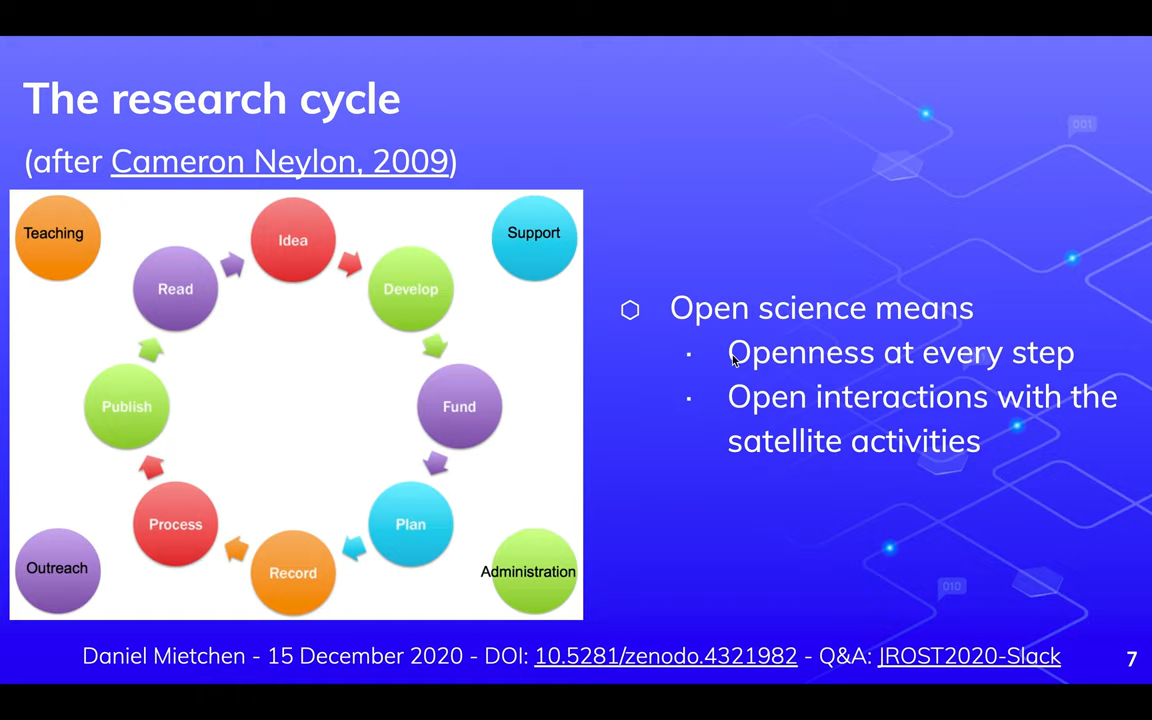 The research cycle
(after Cameron Neylon, 2009)
Teaching
Idea
Support
Read
Develop
Publish
Fund
Process
Plan
Outreach
Record
Administration
Open science means
Openness at every step
Open interactions with the
satellite activities
001
010
Daniel Mietchen - 15 December 2020 - DOI: 10.5281/zenodo.4321982 - Q&A: JROST2020-Slack
7